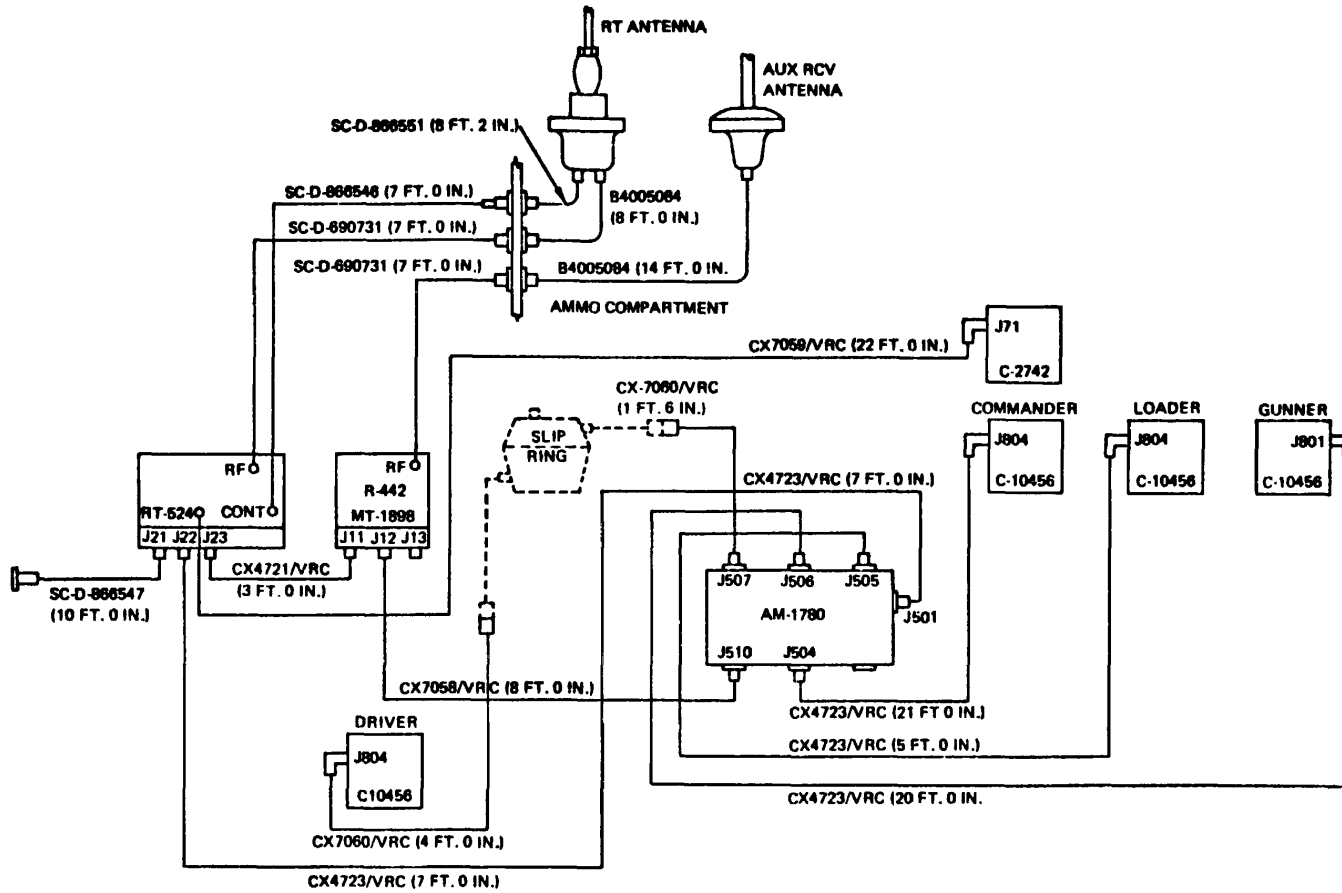 RT ANTENNA
AUX RCV
ANTENNA
SC-D-866551 (8 FT. 2 IN.)
SC-D-866546 (7 FT. 0 IN.)
B4005084
(8 FT. 0 IN.)
SC-D-690731 (7 FT. 0 IN.)
SC-D-690731 (7 FT. 0 IN.)
B4005084 (14 FT. 0 IN.
AMMO COMPARTMENT
CX7059/VRC (22 FT. 0 IN.)
J71
C-2742
CX-7060/VRC
(1 FT. 6 IN.)
SLIP
RING
COMMANDER
J804
C-10456
LOADER
J804
C-10456
GUNNER
J801
C-10456
RF
RT-524
CONT
J21 J22 J23
RF
R-442
MT-1898
J11 J12 J13
CX4723/VRC (7 FT. 0 IN.)
CX4721/VRC
(3 FT. 0 IN.)
SC-D-866547
(10 FT. 0 IN.)
J507 J506 J505
AM-1780
J501
J510 J504
CX7058/VRC (8 FT. 0 IN.)
CX4723/VRC (21 FT 0 IN.)
DRIVER
J804
C10456
CX4723/VRC (5 FT. 0 IN.)
CX4723/VRC (20 FT. 0 IN.
CX7060/VRC (4 FT. 0 IN.)
CX4723/VRC (7 FT. 0 IN.)